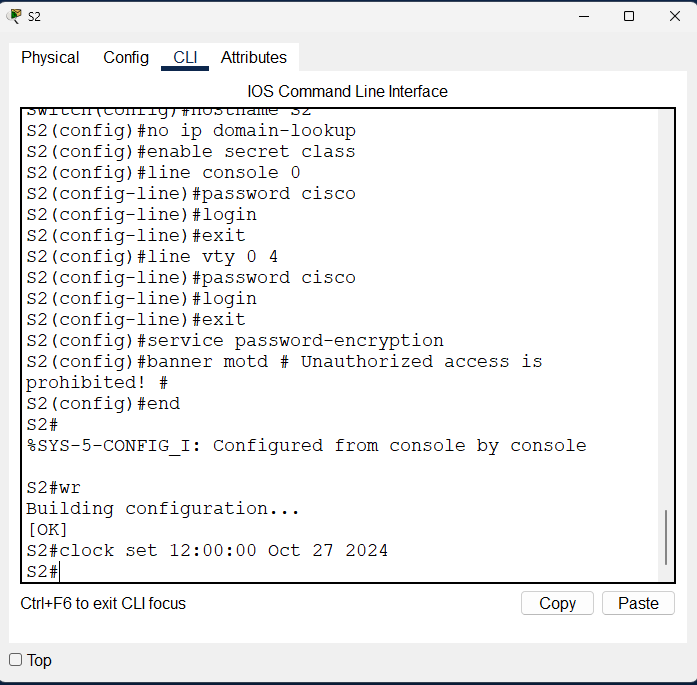 S2
Physical Config CLI Attributes
IOS Command Line Interface
Switch(config)#hostname S2
S2(config)#no ip domain-lookup
S2(config)#enable secret class
S2(config)#line console 0
S2(config-line)#password cisco
S2(config-line)#login
S2(config-line)#exit
S2(config)#line vty 0 4
S2(config-line)#password cisco
S2(config-line)#login
S2(config-line)#exit
S2(config)#service password-encryption
S2(config)#banner motd # Unauthorized access is
prohibited! #
S2(config)#end
S2#
%SYS-5-CONFIG_I: Configured from console by console
S2#wr
Building configuration...
[OK]
S2#clock set 12:00:00 Oct 27 2024
S2#
Ctrl+F6 to exit CLI focus
Copy Paste
Top